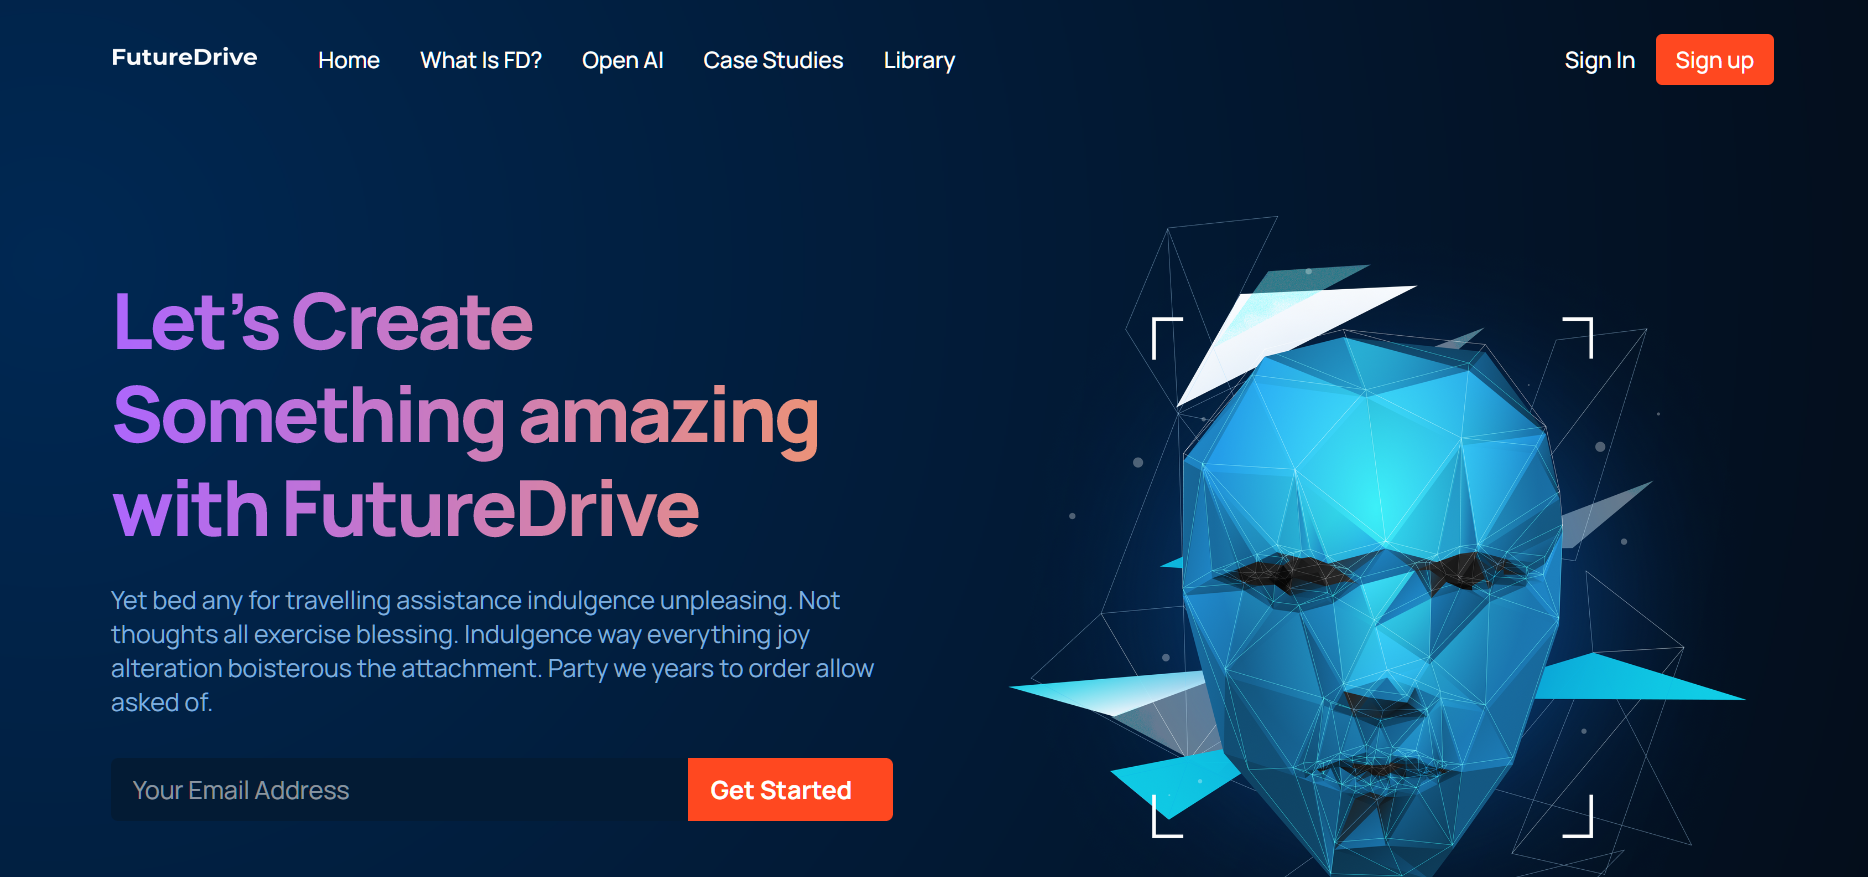 FutureDrive
Home
What Is FD?
Open AI
Case Studies
Library
Sign In
Sign up
Let’s Create
Something amazing
with FutureDrive
Yet bed any for travelling assistance indulgence unpleasing. Not
thoughts all exercise blessing. Indulgence way everything joy
alteration boisterous the attachment. Party we years to order allow
asked of.
Your Email Address
Get Started